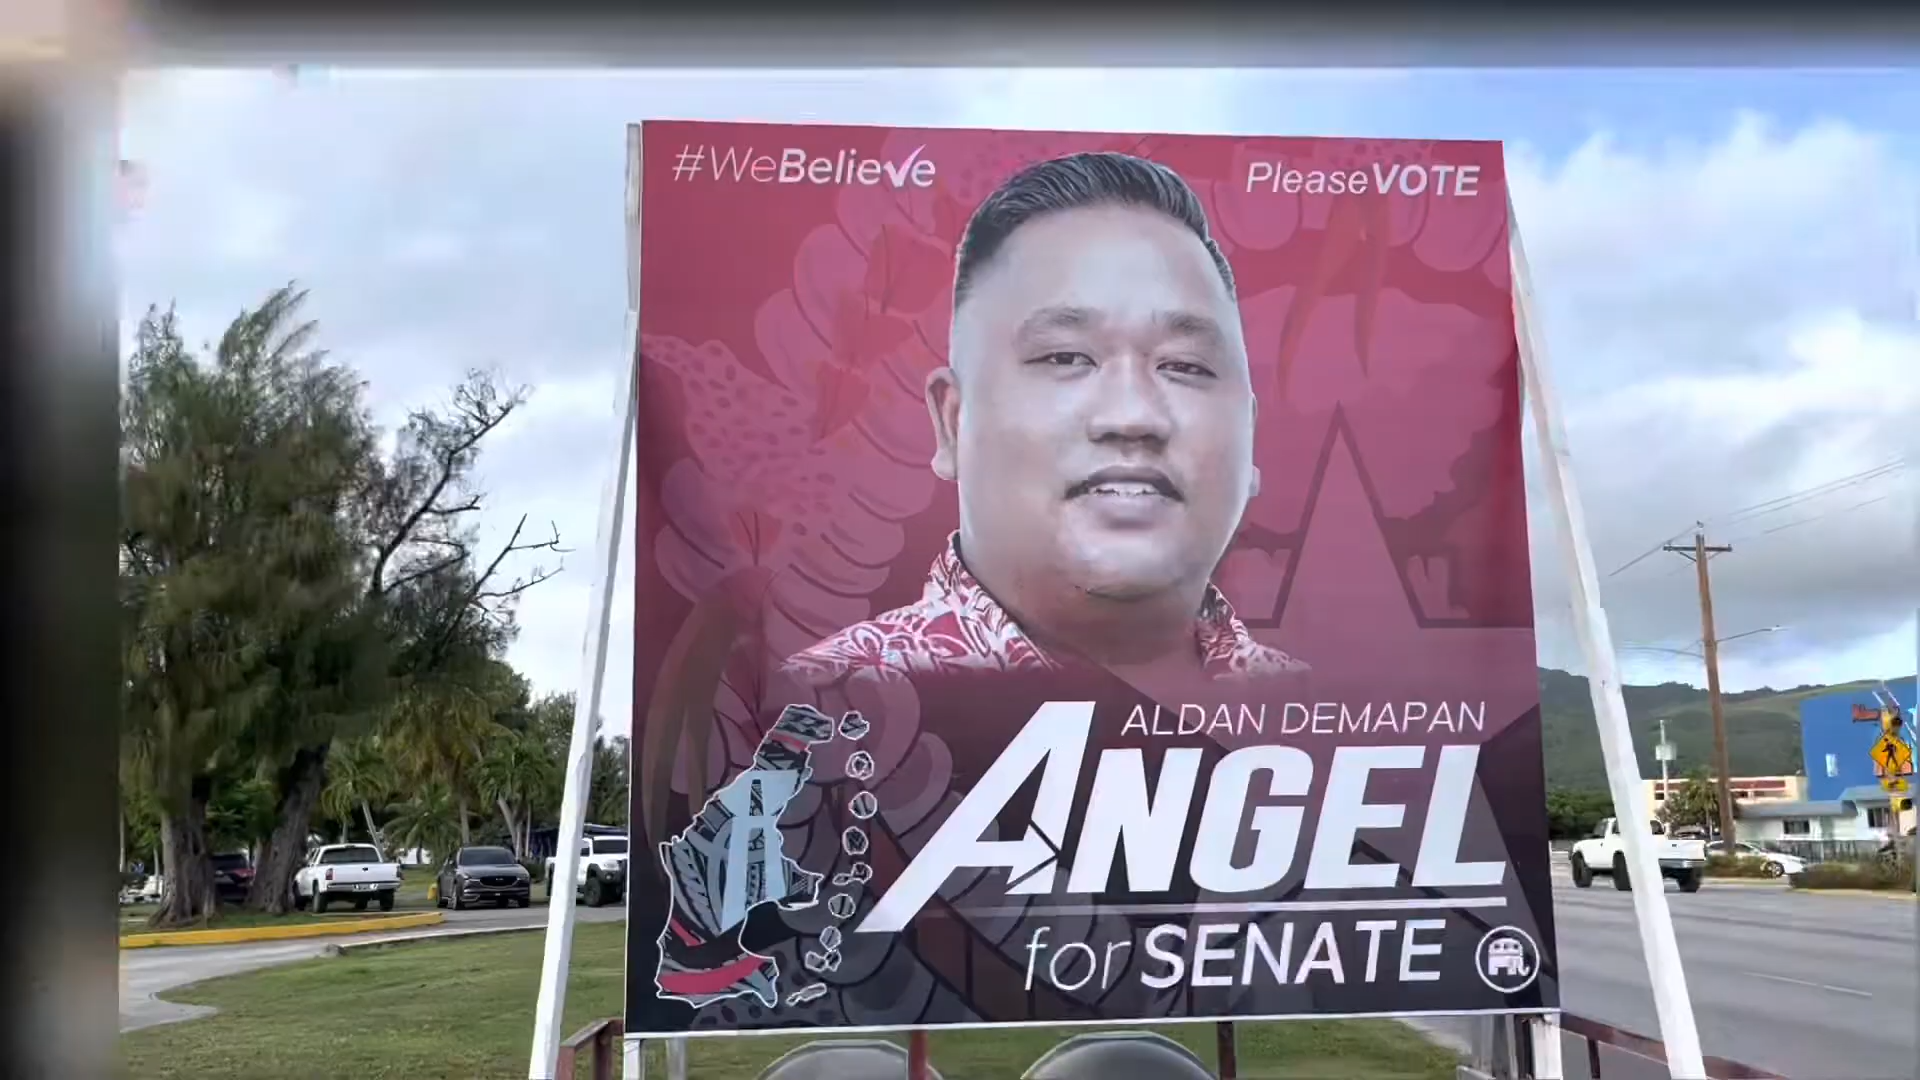 #WeBelieve
PleaseVOTE
ALDAN DEMAPAN
ANGEL
for SENATE